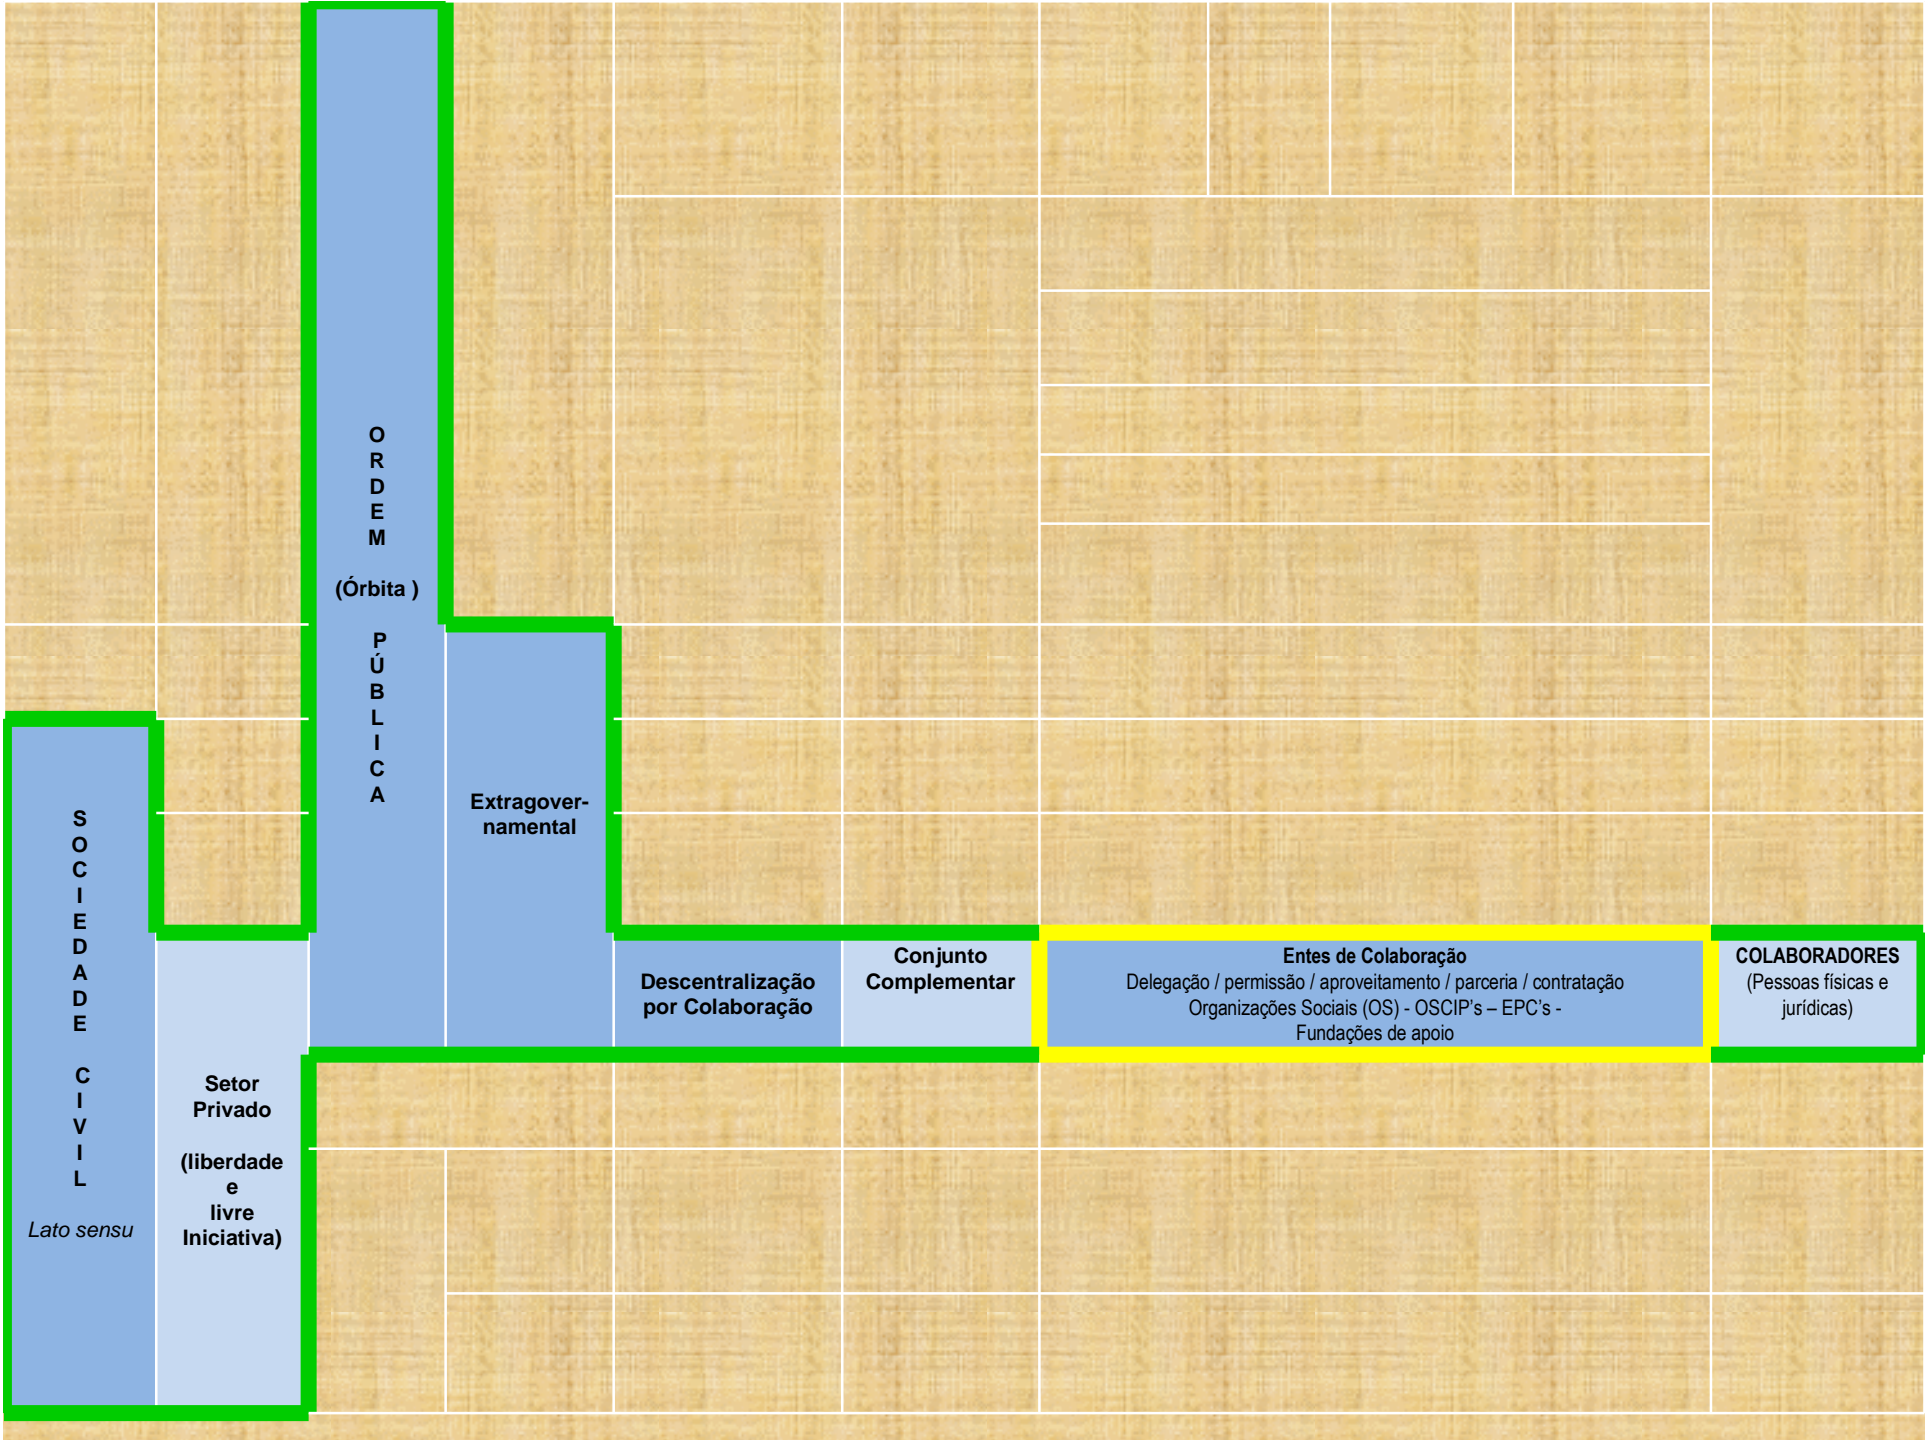 S
O
C
I
E
D
A
D
E
C
I
V
I
L
Lato sensu
Setor
Privado
(liberdade
e
livre
Iniciativa)
O
R
D
E
M
(Órbita )
P
Ú
B
L
I
C
A
Extragover-
namental
Descentralização
por Colaboração
Conjunto
Complementar
Entes de Colaboração
Delegação / permissão / aproveitamento / parceria / contratação
Organizações Sociais (OS) - OSCIP's – EPC's -
Fundações de apoio
COLABORADORES
(Pessoas físicas e
jurídicas)